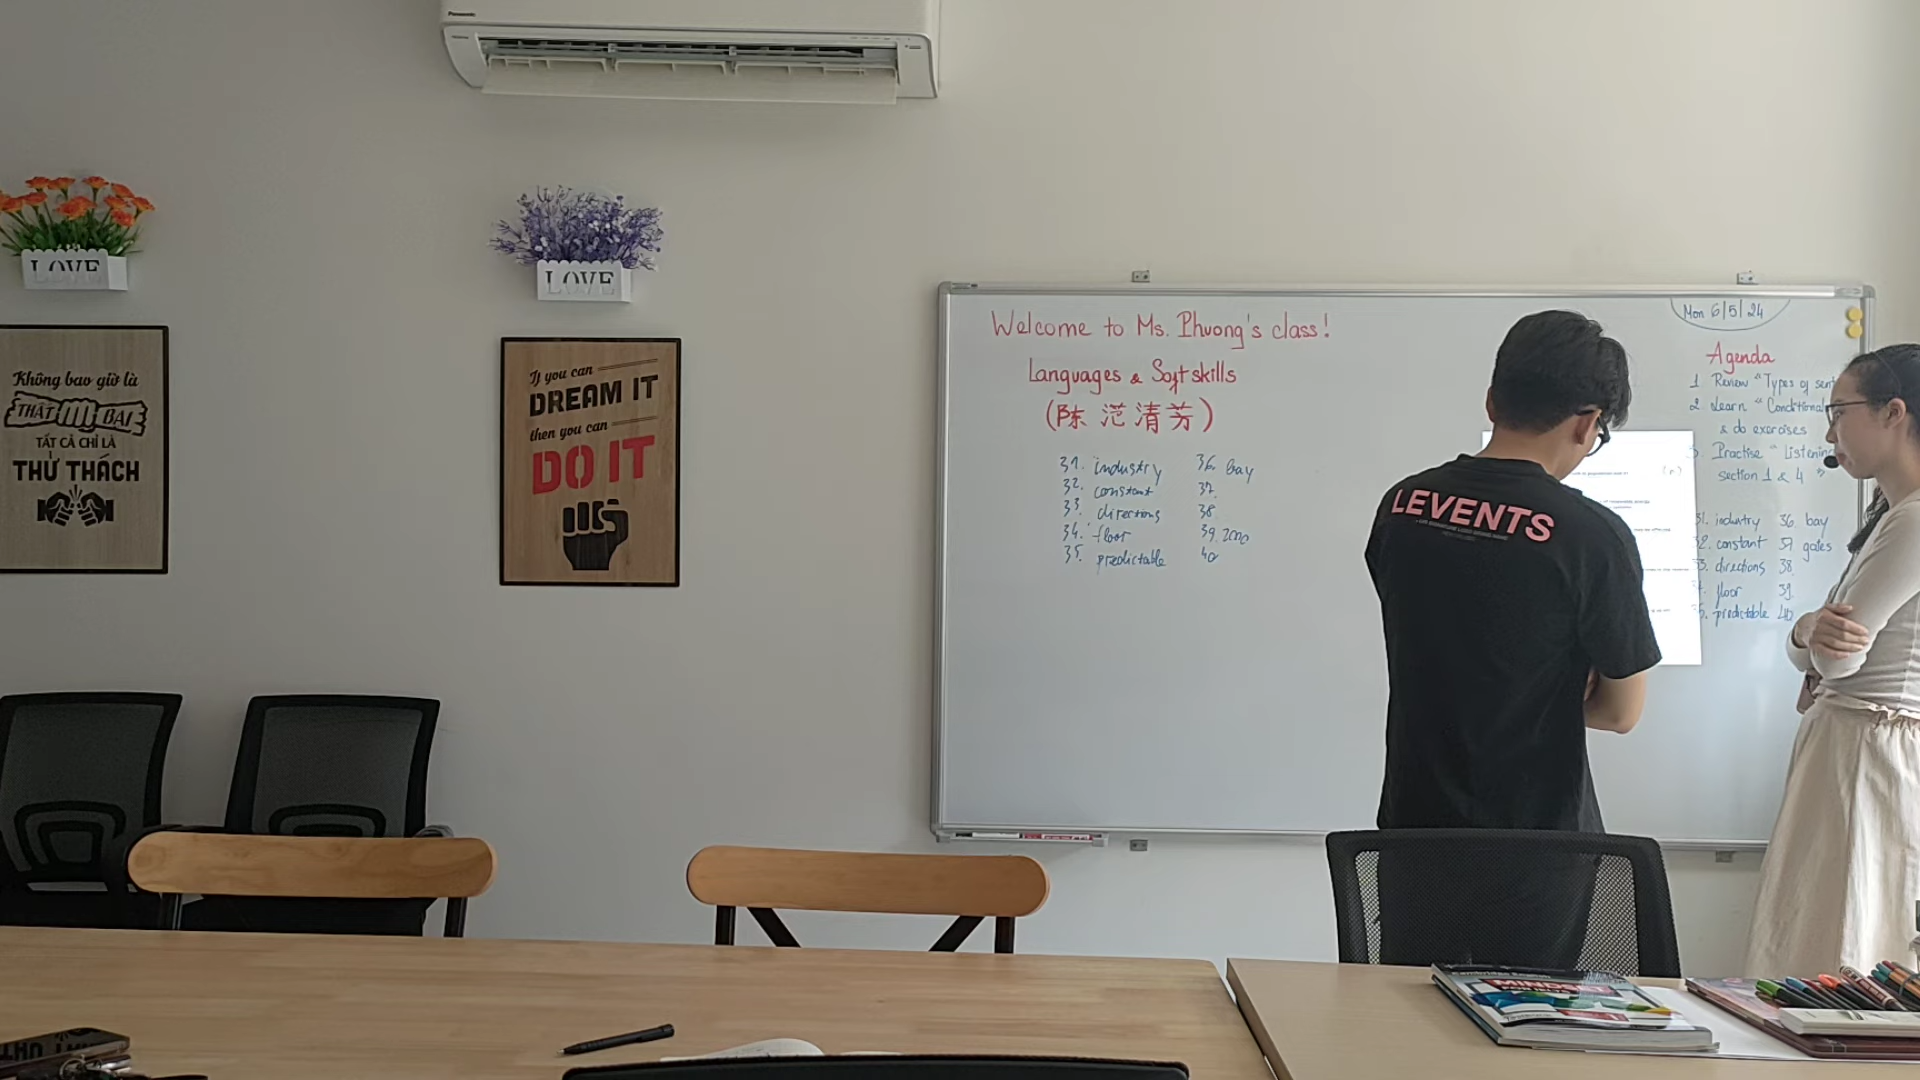 Panasonic
LOVE
LOVE
Không bao giờ là
THẤT BẠI
TẤT CẢ CHỈ LÀ
THỬ THÁCH
If you can
DREAM IT
then you can
DO IT
Welcome to Ms. Phuong's class!
Languages & Soft skills
(陈范清芳)
31. industry
32. constant
33. directions
34. floor
35. predictable
36. bay
37.
38.
39. 2000
40
Mon 6/5/24
Agenda
1 Review "Types of sent
2 Learn "Conditional
& do exercises
3. Practise "Listening
section 1 & 4"
31. industry
32. constant
33. directions
floor
35. predictable
36. bay
37 gates
38.
39.
40
LEVENTS
MINDSET